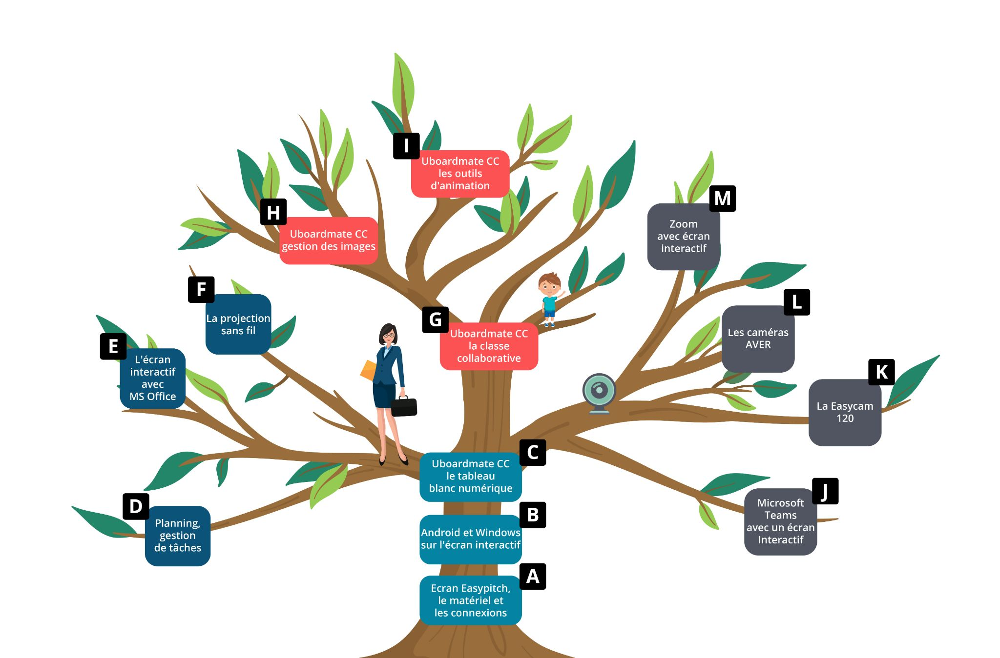 I
Uboardmate CC
les outils
d'animation
H
Uboardmate CC
gestion des images
M
Zoom
avec écran
interactif
F
La projection
sans fil
L
Les caméras
AVER
G
Uboardmate CC
la classe
collaborative
E
L'écran
interactif
avec
MS Office
K
La Easycam
120
C
Uboardmate CC
le tableau
blanc numérique
D
Planning,
gestion
de tâches
J
Microsoft
Teams
avec un écran
Interactif
B
Android et Windows
sur l'écran interactif
A
Ecran Easypitch,
le matériel et
les connexions